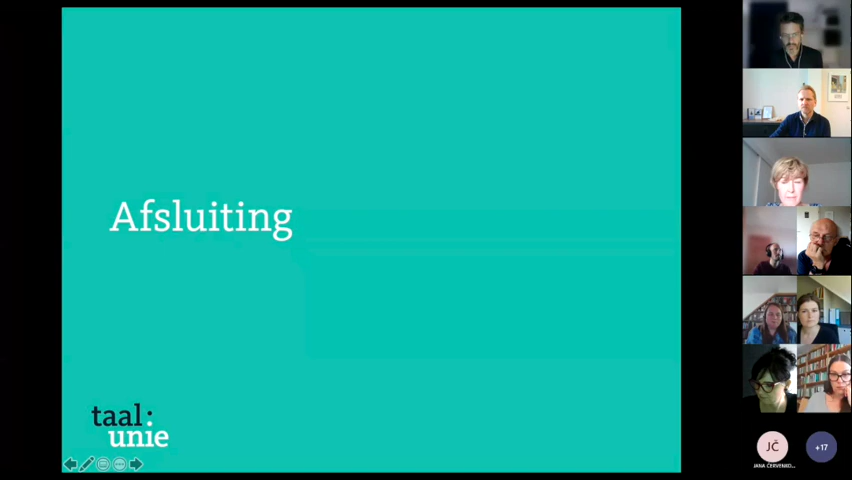 Afsluiting
taal:
unie
JČ
JANA ČERVENKO...
+17